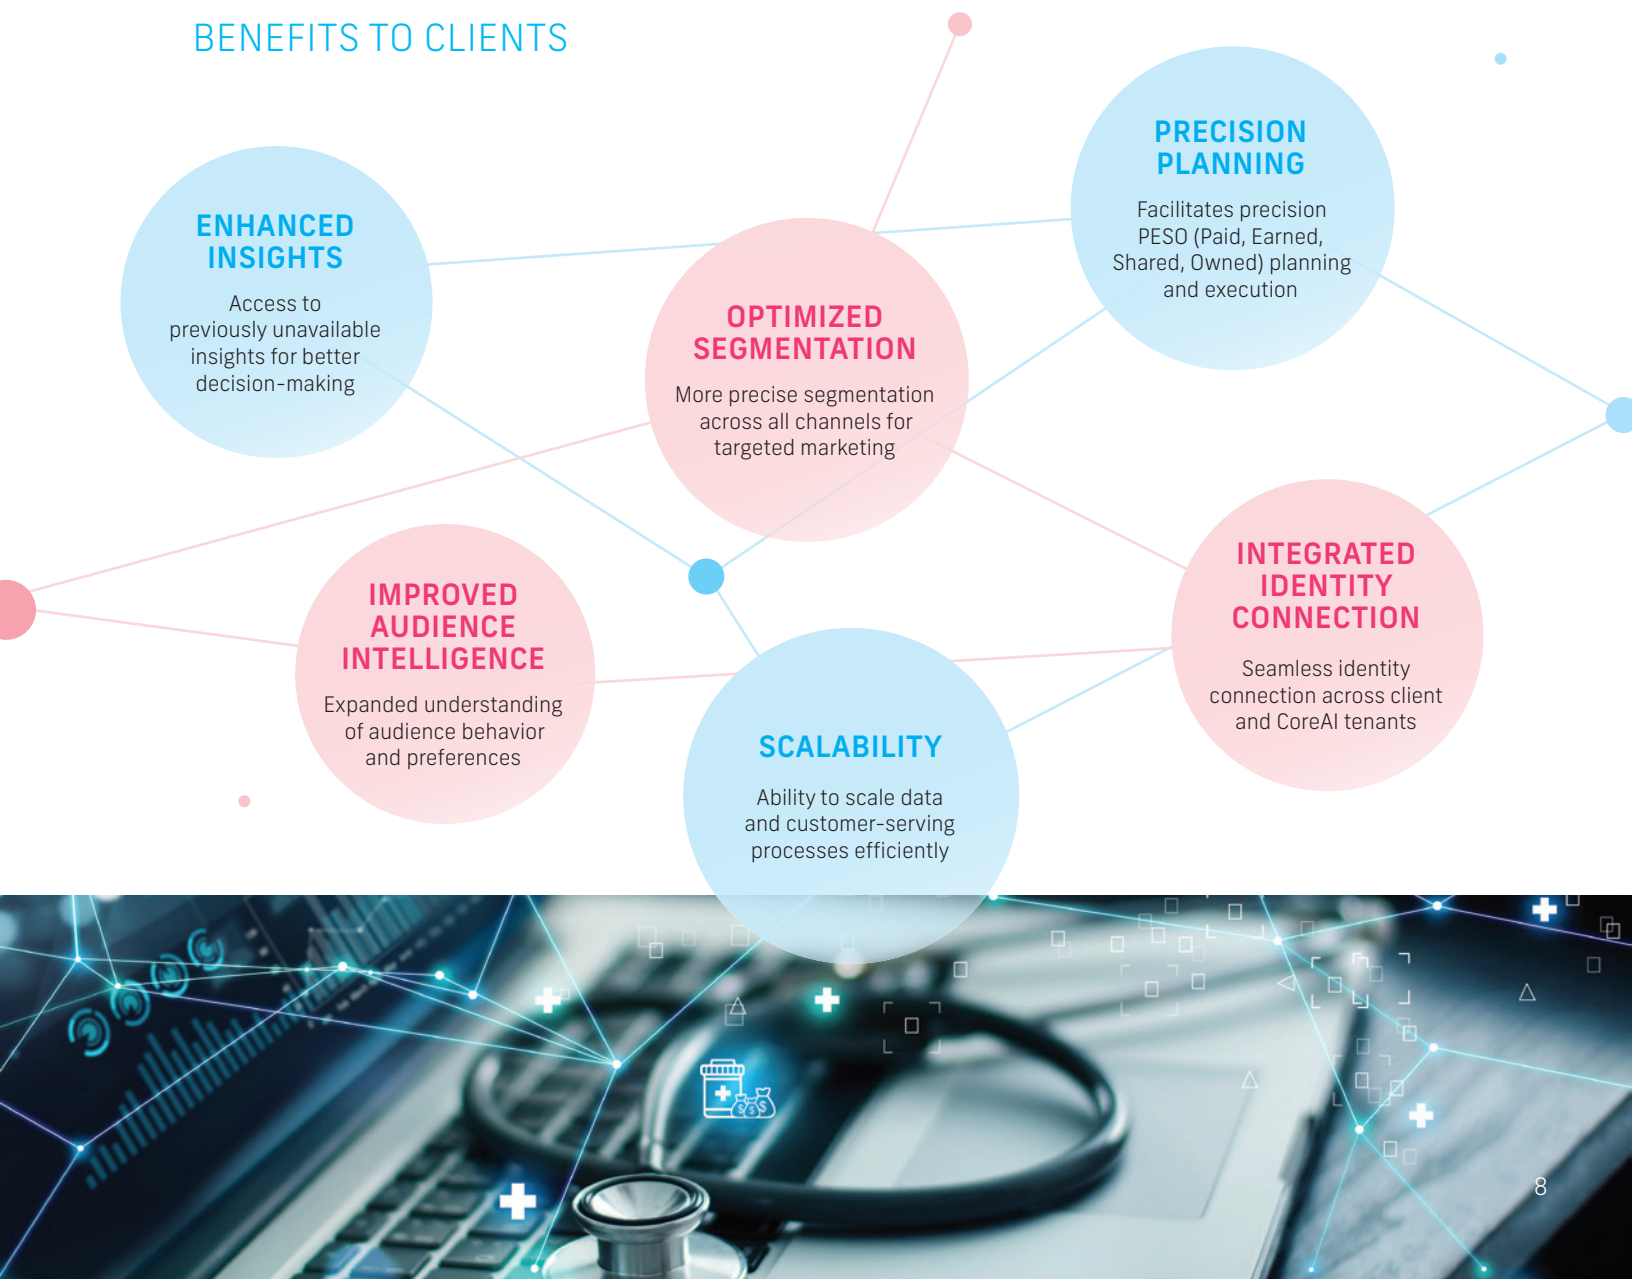 BENEFITS TO CLIENTS
ENHANCED
INSIGHTS
Access to
previously unavailable
insights for better
decision-making
OPTIMIZED
SEGMENTATION
More precise segmentation
across all channels for
targeted marketing
PRECISION
PLANNING
Facilitates precision
PESO (Paid, Earned,
Shared, Owned) planning
and execution
IMPROVED
AUDIENCE
INTELLIGENCE
Expanded understanding
of audience behavior
and preferences
SCALABILITY
Ability to scale data
and customer-serving
processes efficiently
INTEGRATED
IDENTITY
CONNECTION
Seamless identity
connection across client
and CoreAI tenants
8